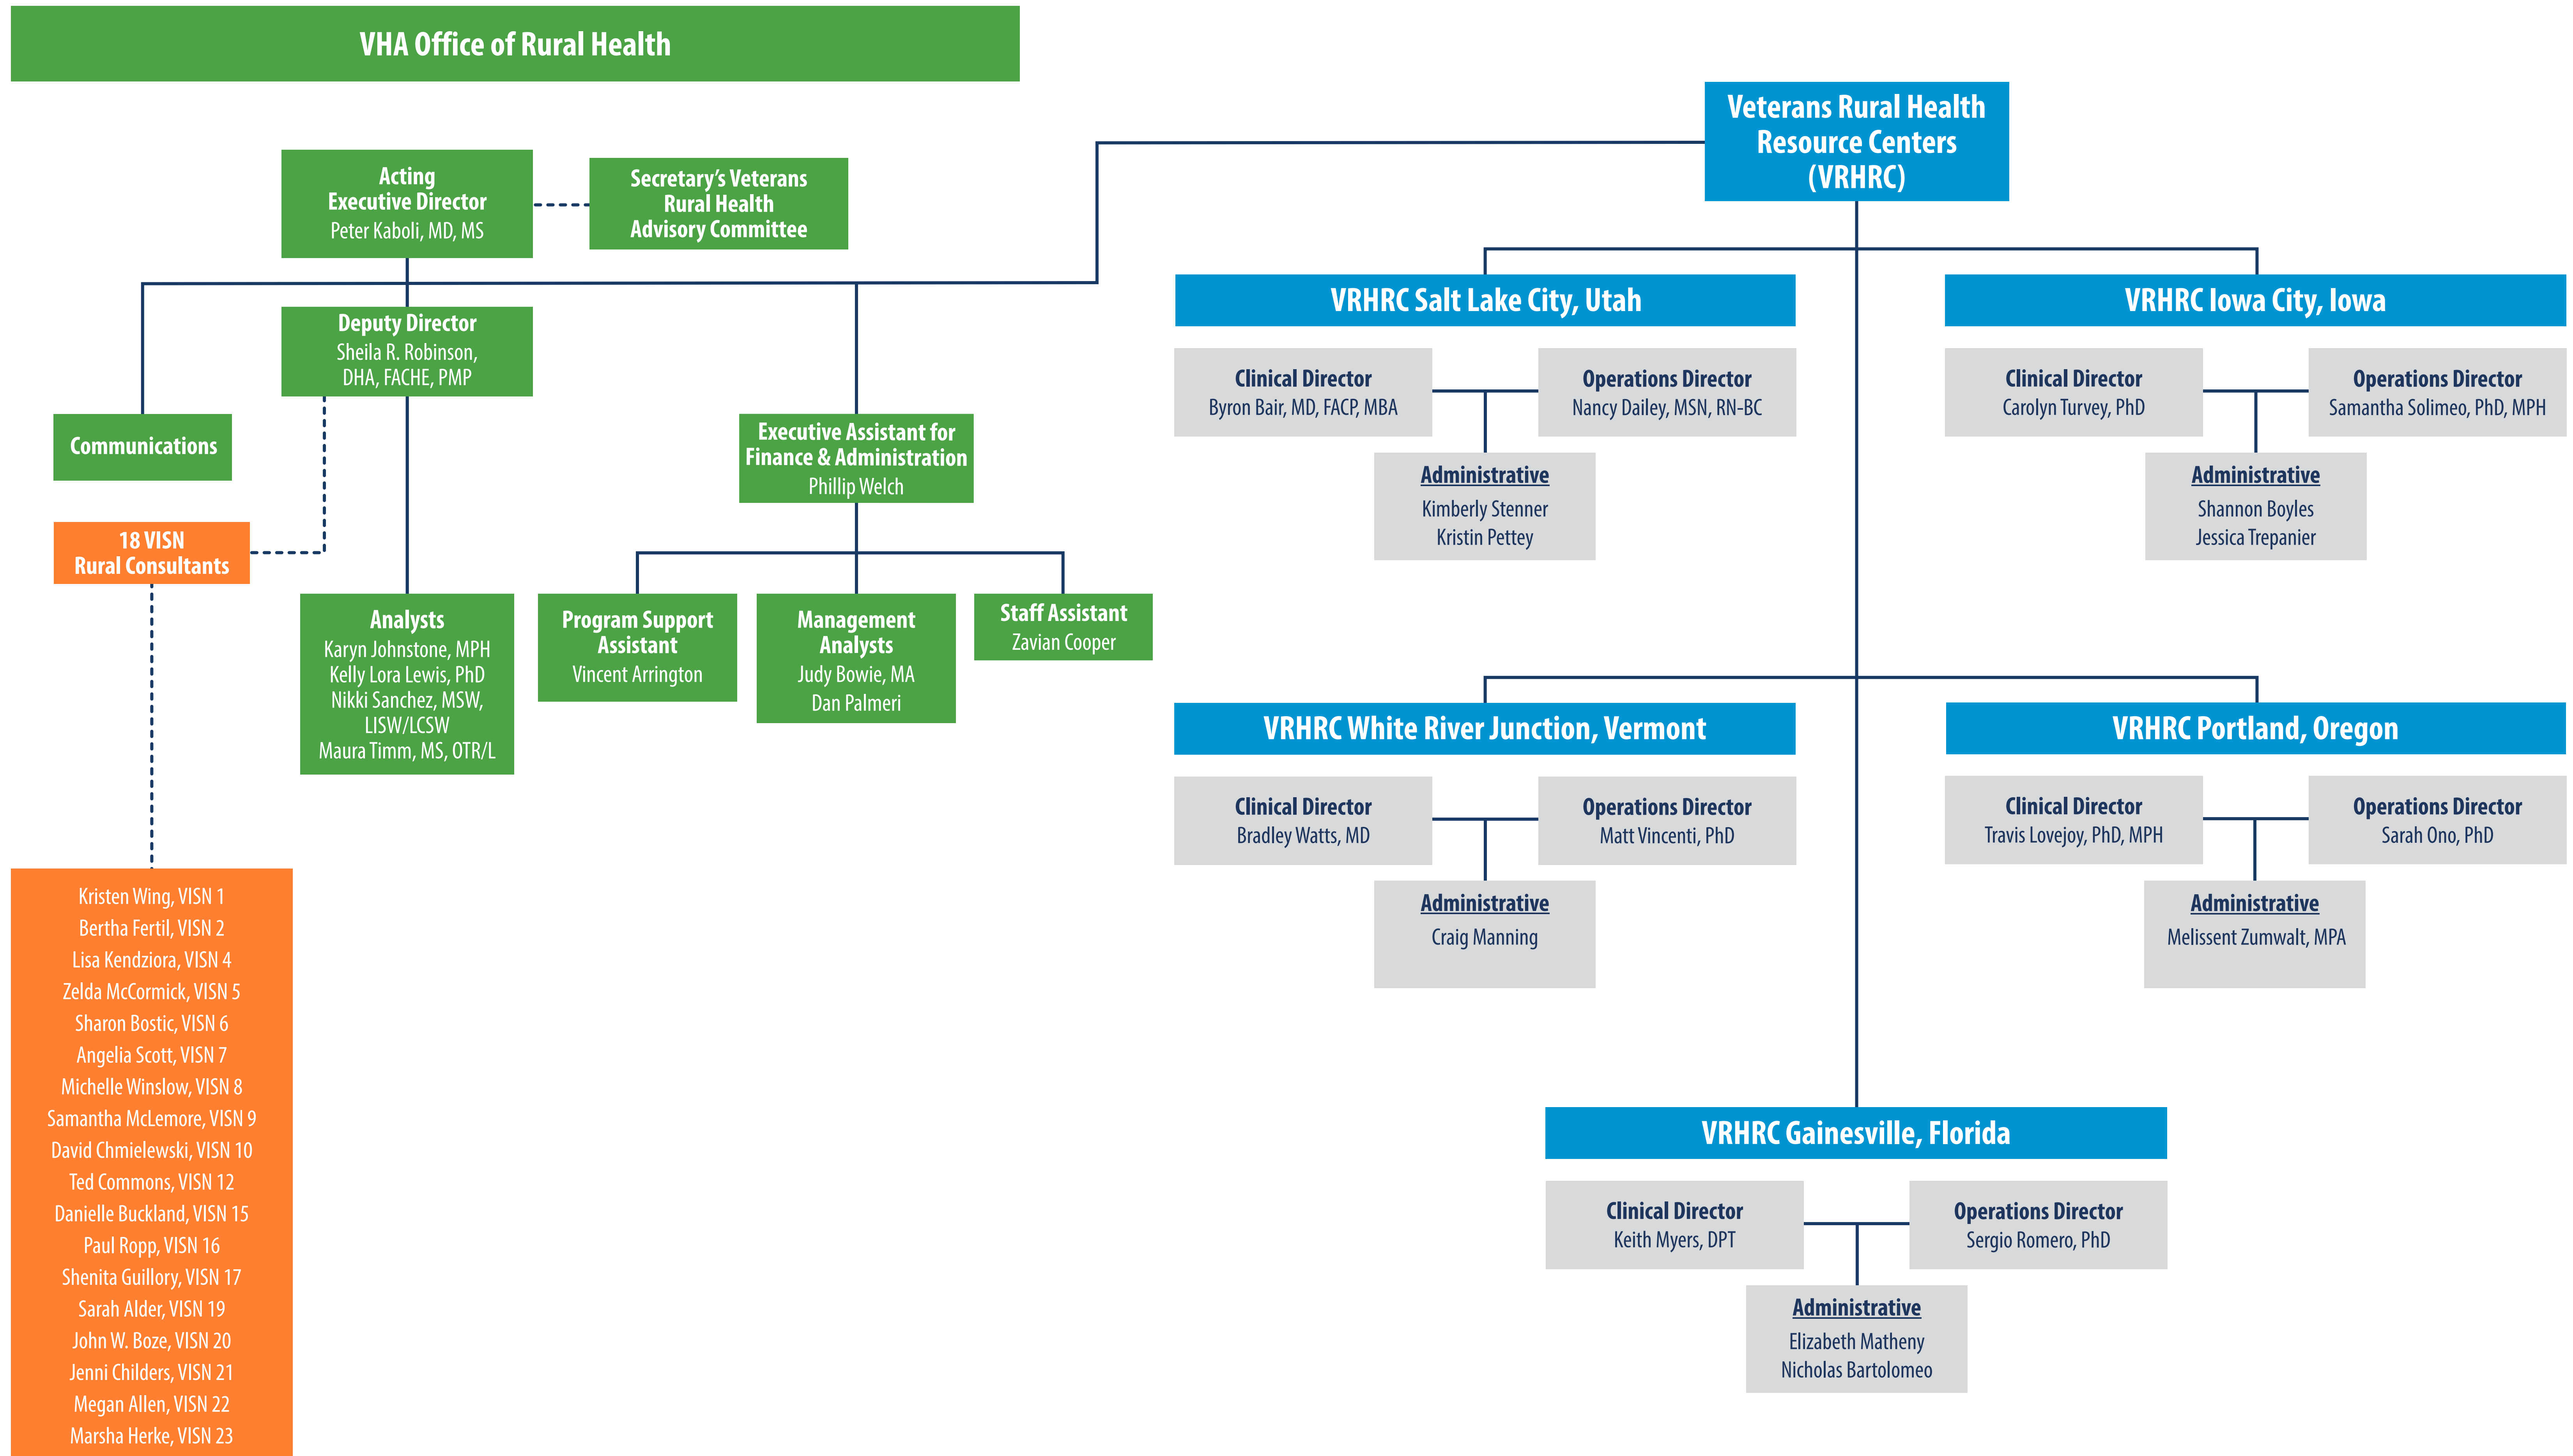 VHA Office of Rural Health
Acting
Executive Director
Peter Kaboli, MD, MS
Secretary’s Veterans
Rural Health
Advisory Committee
Deputy Director
Sheila R. Robinson,
DHA, FACHE, PMP
Communications
Executive Assistant for
Finance & Administration
Phillip Welch
18 VISN
Rural Consultants
Analysts
Karyn Johnstone, MPH
Kelly Lora Lewis, PhD
Nikki Sanchez, MSW,
LISW/LCSW
Maura Timm, MS, OTR/L
Program Support
Assistant
Vincent Arrington
Management
Analysts
Judy Bowie, MA
Dan Palmeri
Staff Assistant
Zavian Cooper
Kristen Wing, VISN 1
Bertha Fertil, VISN 2
Lisa Kendziora, VISN 4
Zelda McCormick, VISN 5
Sharon Bostic, VISN 6
Angelia Scott, VISN 7
Michelle Winslow, VISN 8
Samantha McLemore, VISN 9
David Chmielewski, VISN 10
Ted Commons, VISN 12
Danielle Buckland, VISN 15
Paul Ropp, VISN 16
Shenita Guillory, VISN 17
Sarah Alder, VISN 19
John W. Boze, VISN 20
Jenni Childers, VISN 21
Megan Allen, VISN 22
Marsha Herke, VISN 23
Veterans Rural Health
Resource Centers
(VRHRC)
VRHRC Salt Lake City, Utah
Clinical Director
Byron Bair, MD, FACP, MBA
Operations Director
Nancy Dailey, MSN, RN-BC
Administrative
Kimberly Stenner
Kristin Pettey
VRHRC Iowa City, Iowa
Clinical Director
Carolyn Turvey, PhD
Operations Director
Samantha Solimeo, PhD, MPH
Administrative
Shannon Boyles
Jessica Trepanier
VRHRC White River Junction, Vermont
Clinical Director
Bradley Watts, MD
Operations Director
Matt Vincenti, PhD
Administrative
Craig Manning
VRHRC Portland, Oregon
Clinical Director
Travis Lovejoy, PhD, MPH
Operations Director
Sarah Ono, PhD
Administrative
Melissent Zumwalt, MPA
VRHRC Gainesville, Florida
Clinical Director
Keith Myers, DPT
Operations Director
Sergio Romero, PhD
Administrative
Elizabeth Matheny
Nicholas Bartolomeo